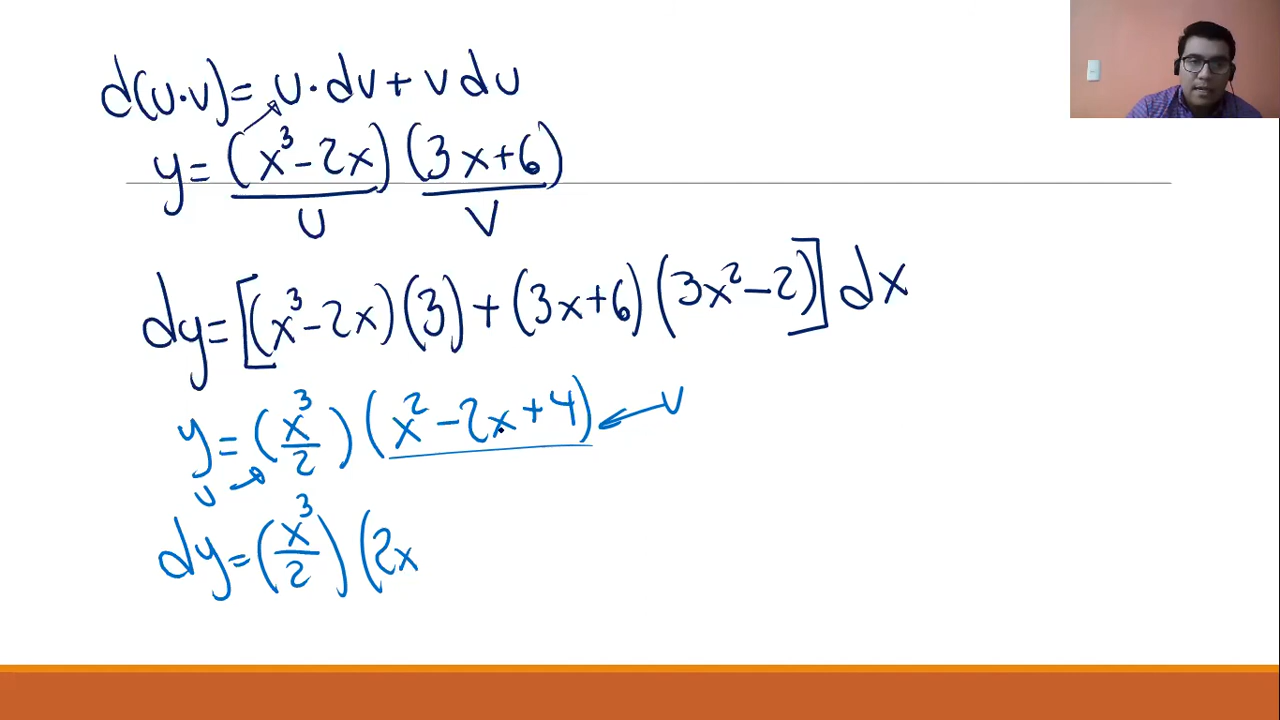 d(u·v)= u·dv+vdu
y=(x³-2x)(3x+6)
u v
dy=[(x³-2x)(3)+(3x+6)(3x²-2)]dx
y=(x³/2)(x²-2x+4) ← v
u →
dy=(x³/2)(2x